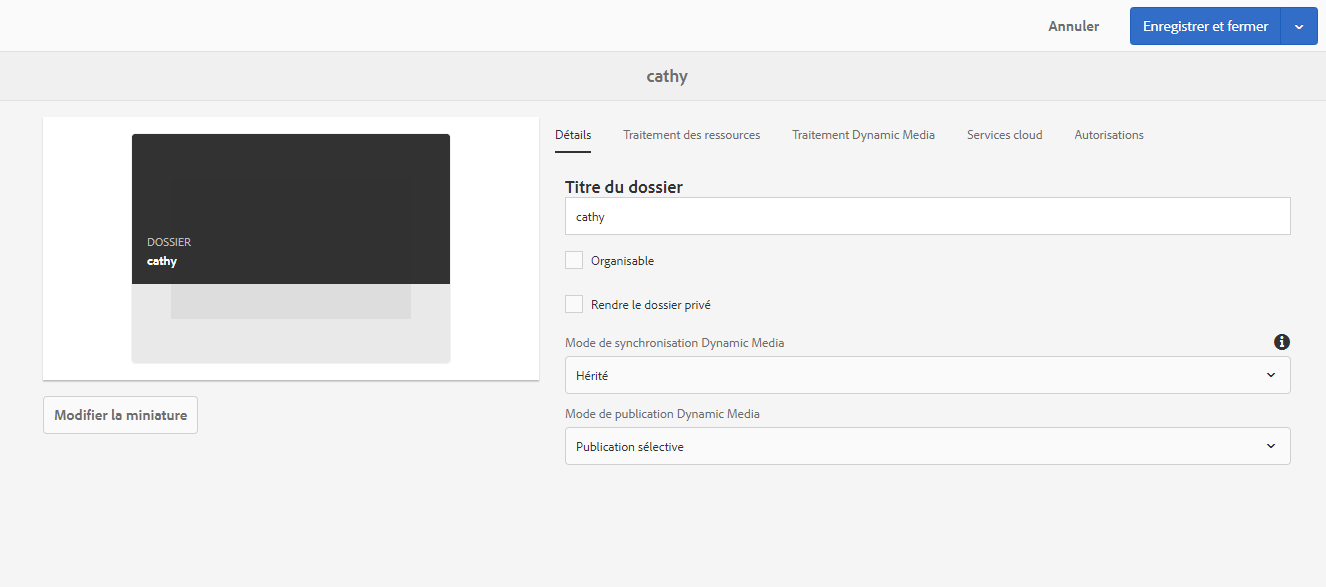 Annuler
Enregistrer et fermer
cathy
DOSSIER
cathy
Modifier la miniature
Détails
Traitement des ressources
Traitement Dynamic Media
Services cloud
Autorisations
Titre du dossier
cathy
Organisable
Rendre le dossier privé
Mode de synchronisation Dynamic Media
Hérité
Mode de publication Dynamic Media
Publication sélective